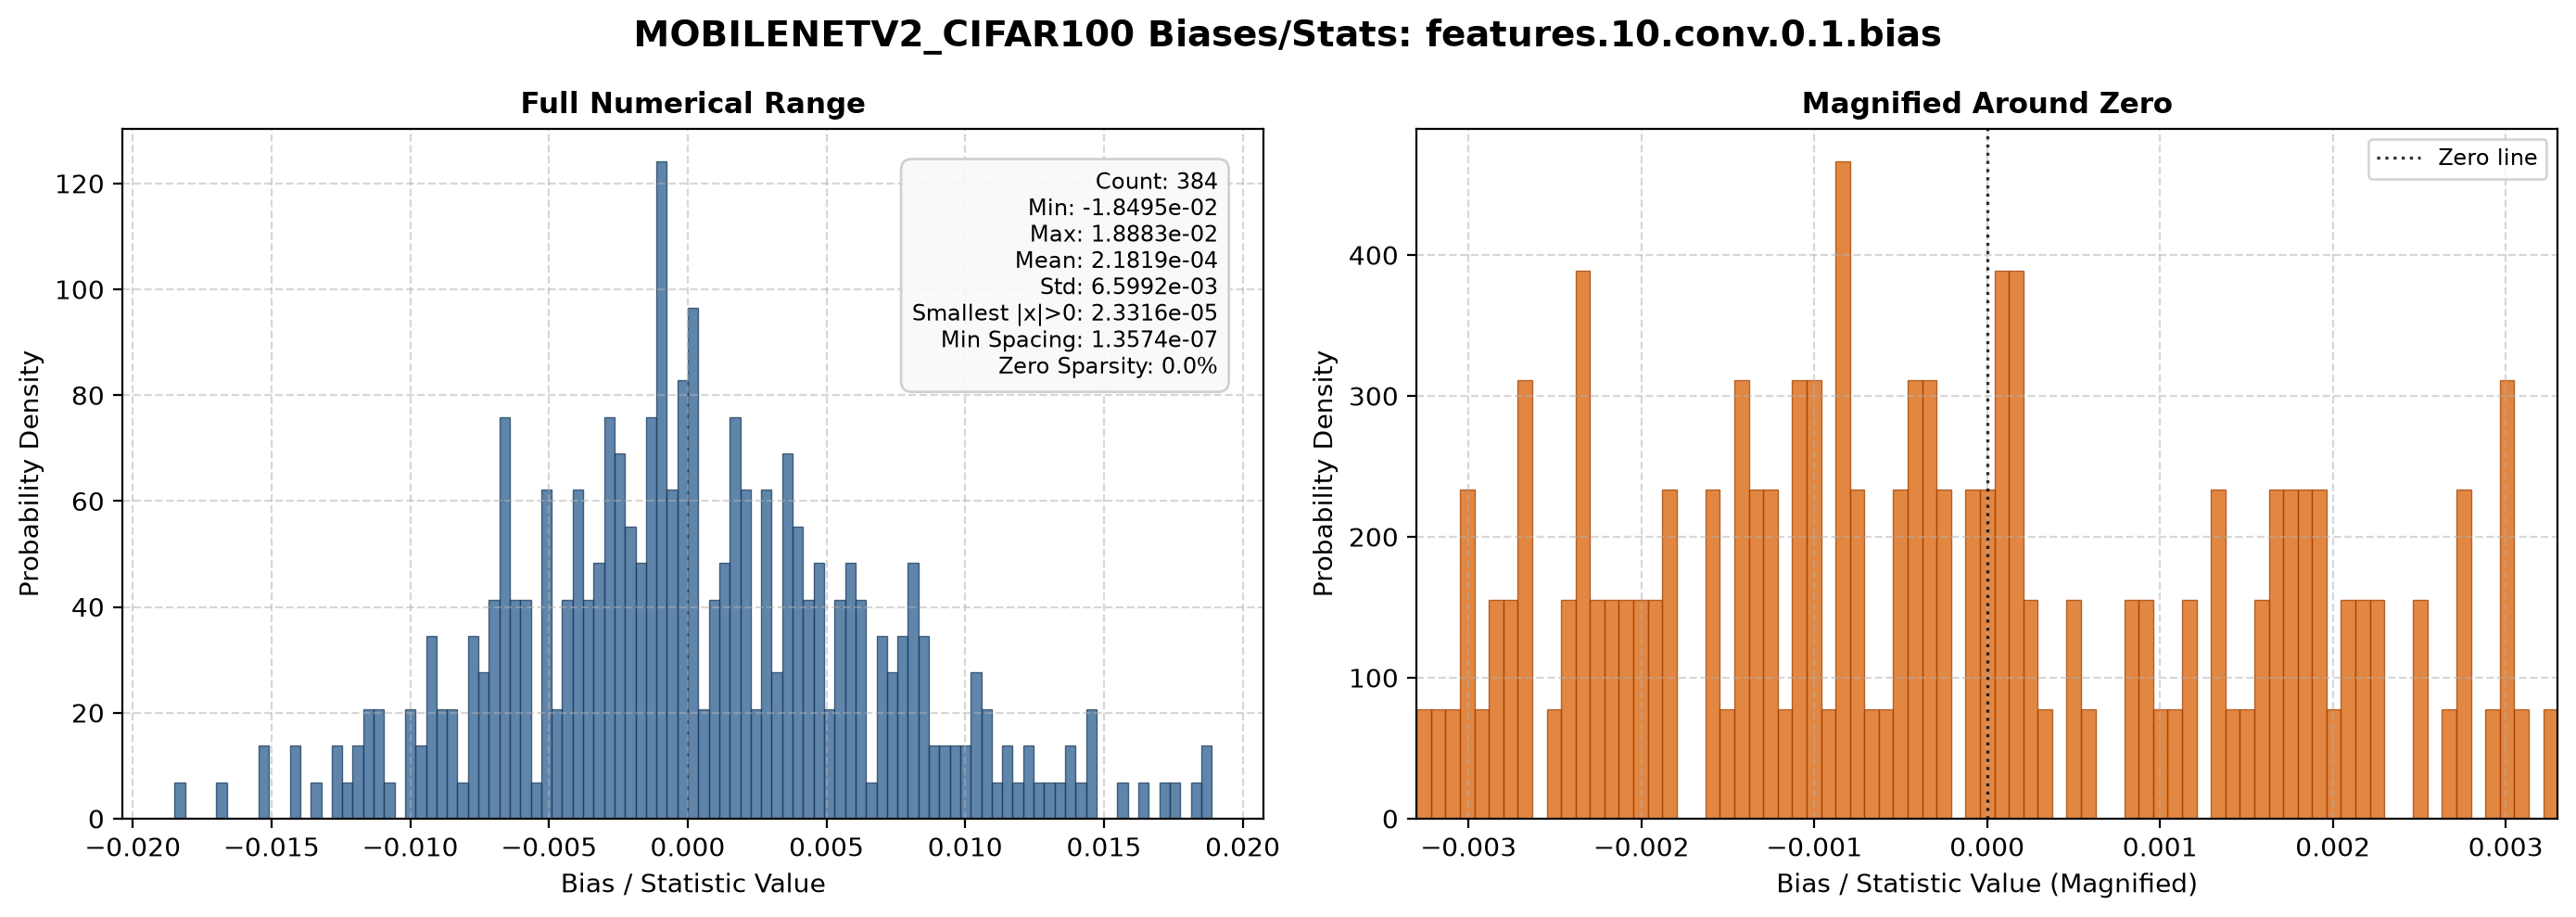 MOBILENETV2_CIFAR100 Biases/Stats: features.10.conv.0.1.bias
Full Numerical Range
Probability Density
120
100
80
60
40
20
0
Count: 384
Min: -1.8495e-02
Max: 1.8883e-02
Mean: 2.1819e-04
Std: 6.5992e-03
Smallest |x|>0: 2.3316e-05
Min Spacing: 1.3574e-07
Zero Sparsity: 0.0%
−0.020 −0.015 −0.010 −0.005 0.000 0.005 0.010 0.015 0.020
Bias / Statistic Value
Magnified Around Zero
Probability Density
400
300
200
100
0
Zero line
−0.003 −0.002 −0.001 0.000 0.001 0.002 0.003
Bias / Statistic Value (Magnified)